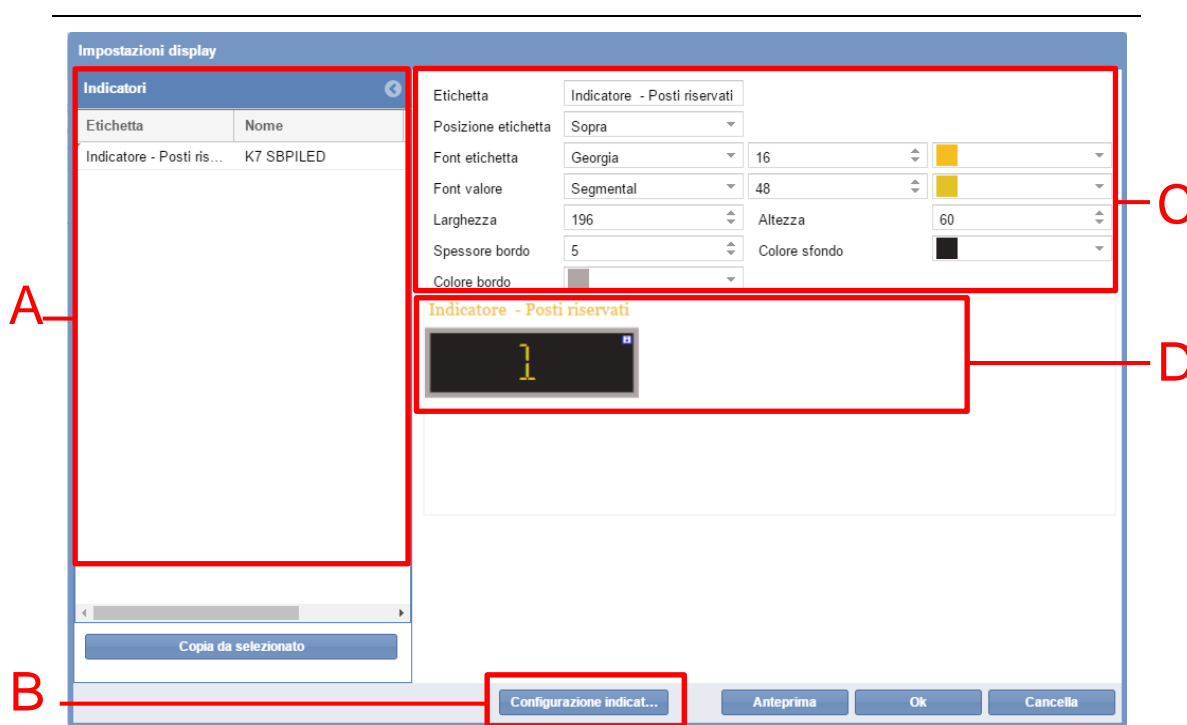 Impostazioni display
Indicatori
Etichetta Nome
Indicatore - Posti ris... K7 SBPILED
Copia da selezionato
Etichetta Indicatore - Posti riservati
Posizione etichetta Sopra
Font etichetta Georgia 16
Font valore Segmental 48
Larghezza 196 Altezza 60
Spessore bordo 5 Colore sfondo
Colore bordo
Indicatore - Posti riservati
1
Configurazione indicat... Anteprima Ok Cancella
A
B
C
D